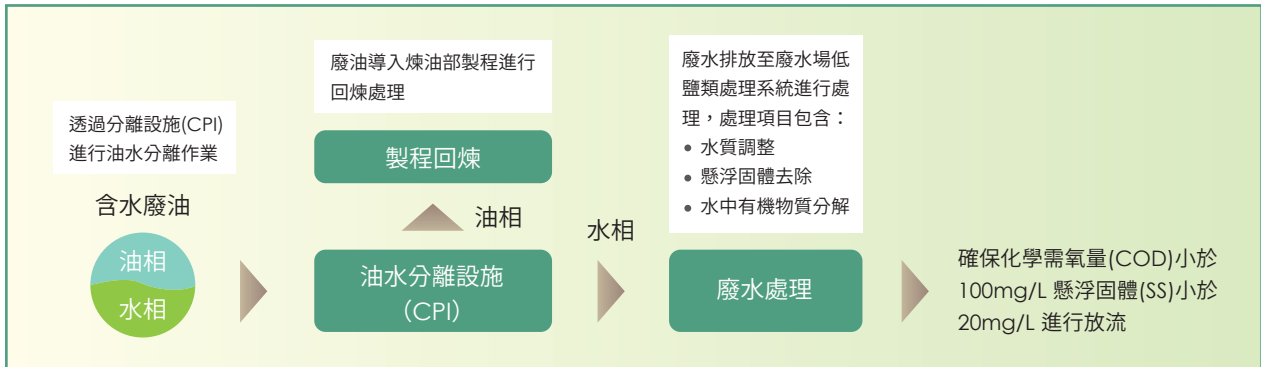 透過分離設施(CPI)
進行油水分離作業
含水廢油
油相
水相
廢油導入煉油部製程進行
回煉處理
製程回煉
油相
油水分離設施
（CPI）
水相
廢水排放至廢水場低
鹽類處理系統進行處
理，處理項目包含：
• 水質調整
• 懸浮固體去除
• 水中有機物質分解
廢水處理
確保化學需氧量(COD)小於
100mg/L 懸浮固體(SS)小於
20mg/L 進行放流